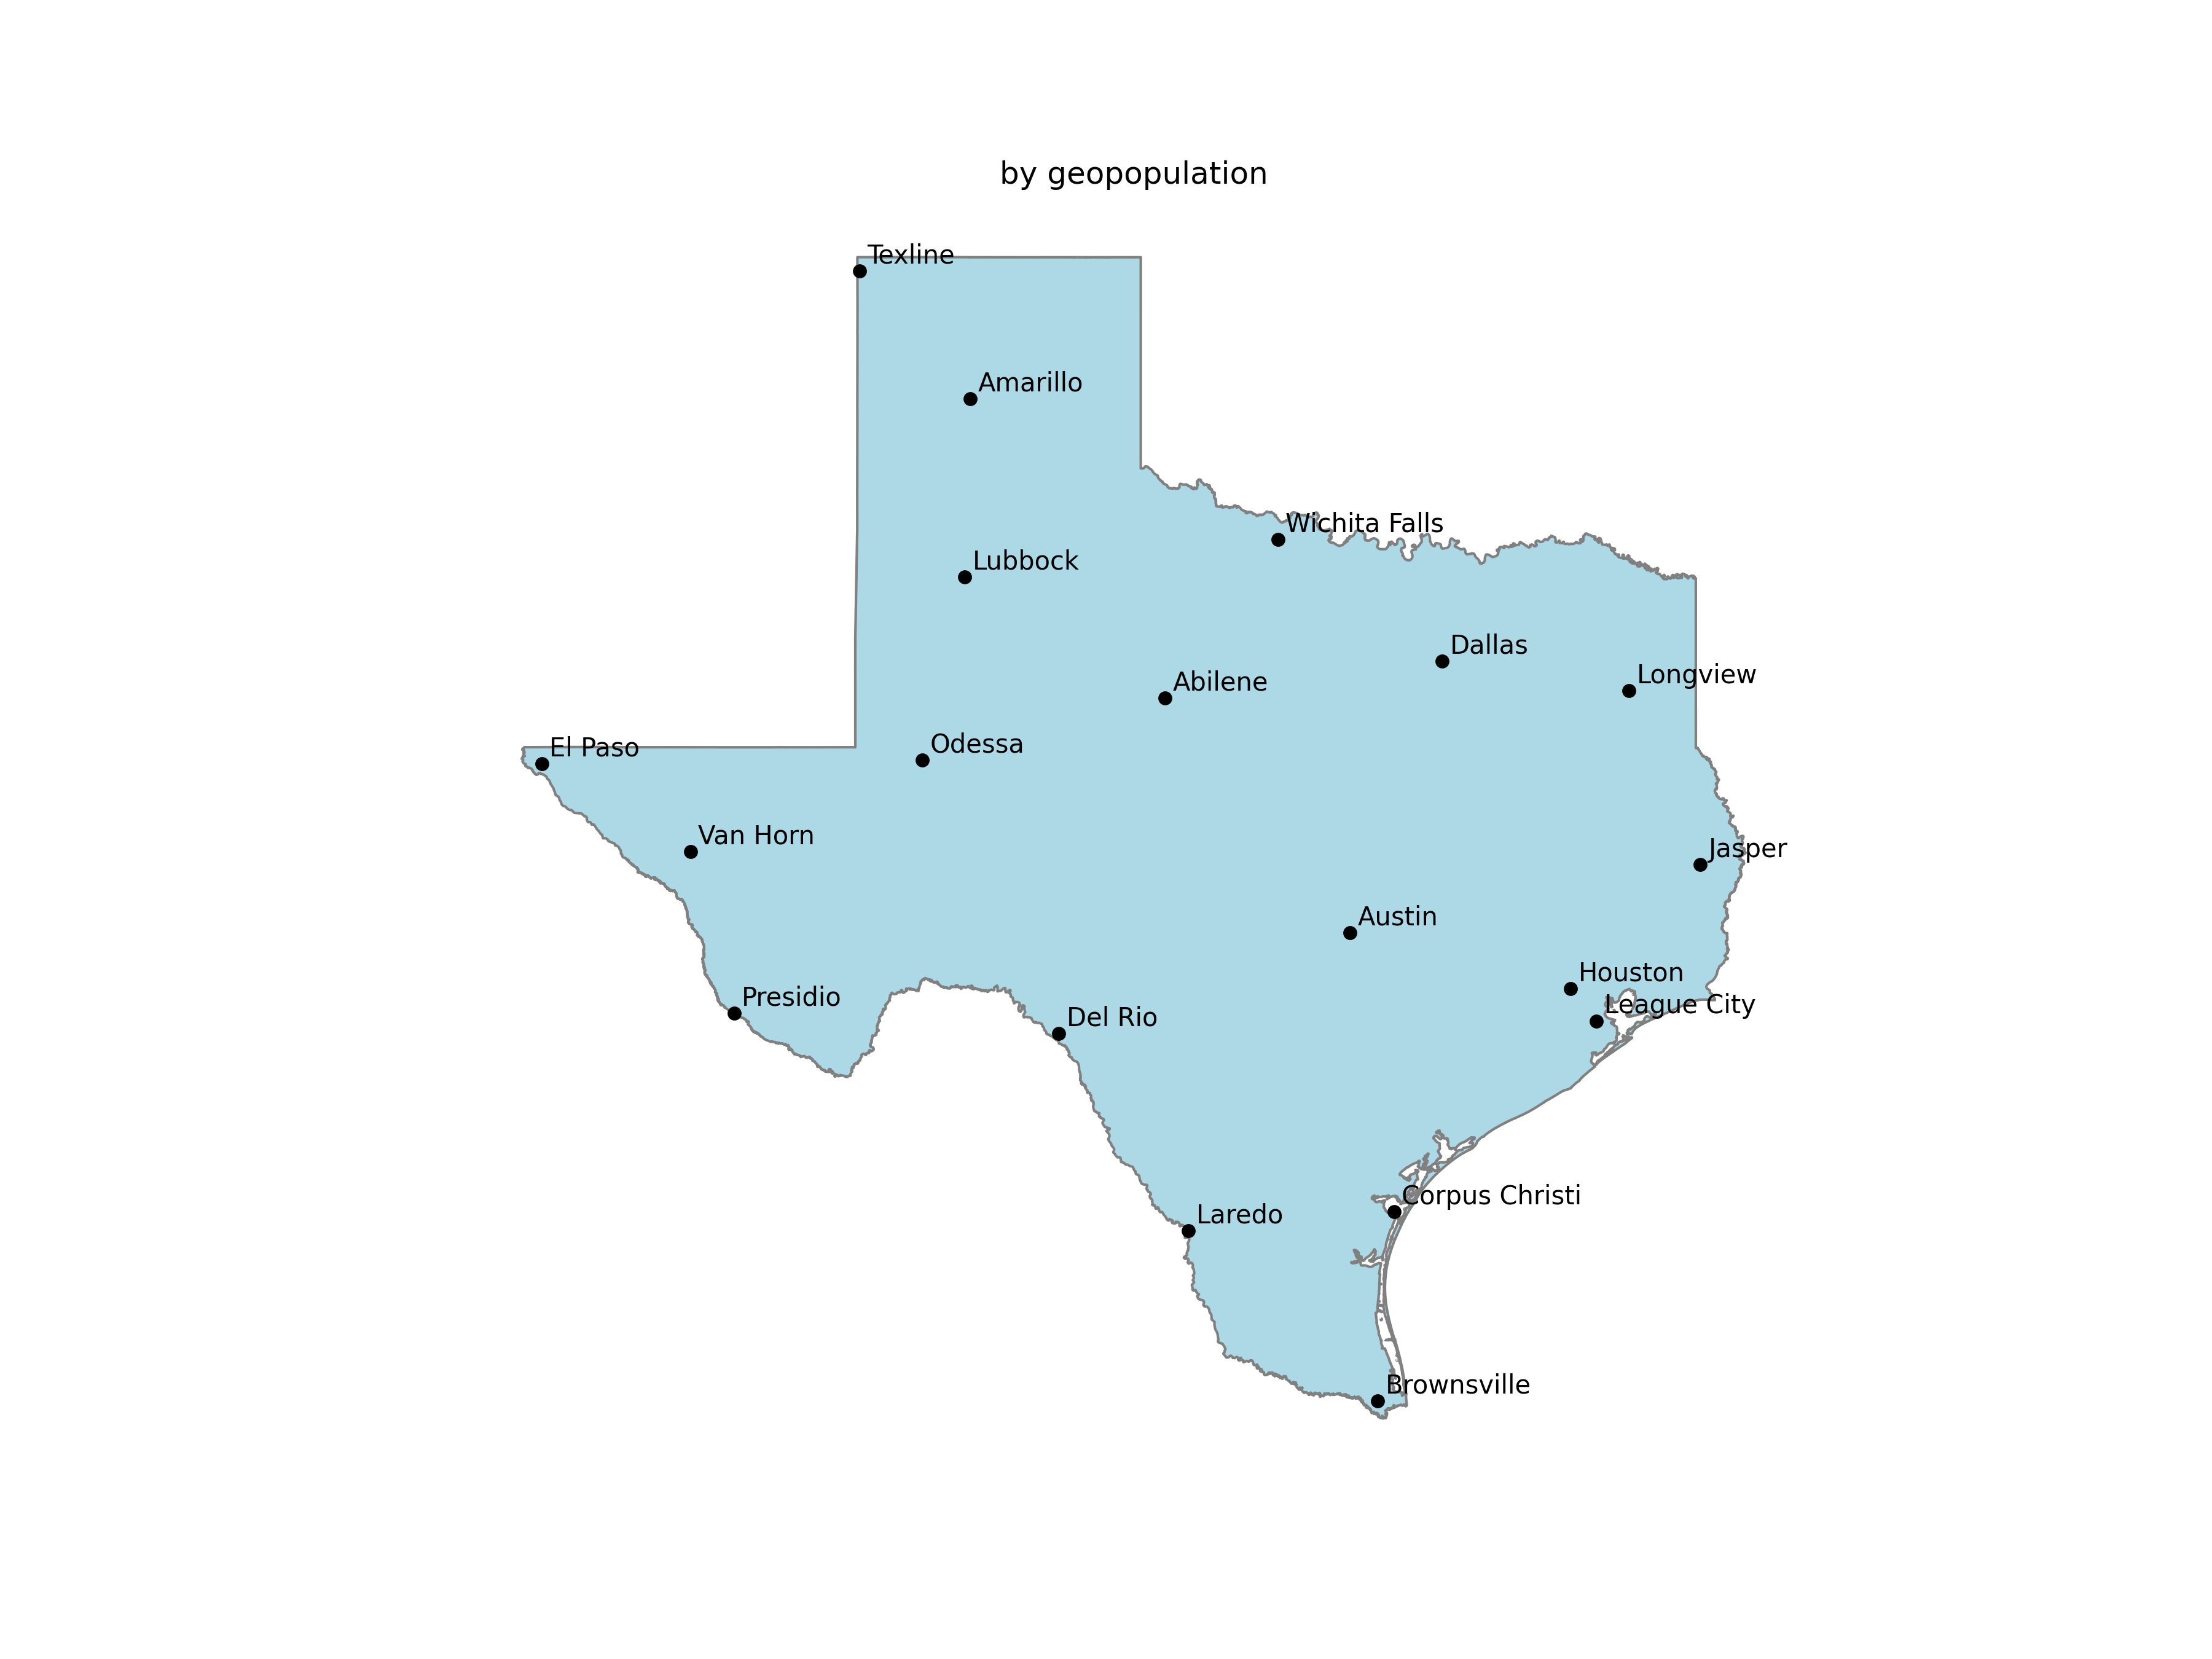 by geopopulation
Texline
Amarillo
Wichita Falls
Lubbock
Dallas
Longview
Abilene
Odessa
El Paso
Van Horn
Jasper
Austin
Houston
Presidio
League City
Del Rio
Corpus Christi
Laredo
Brownsville